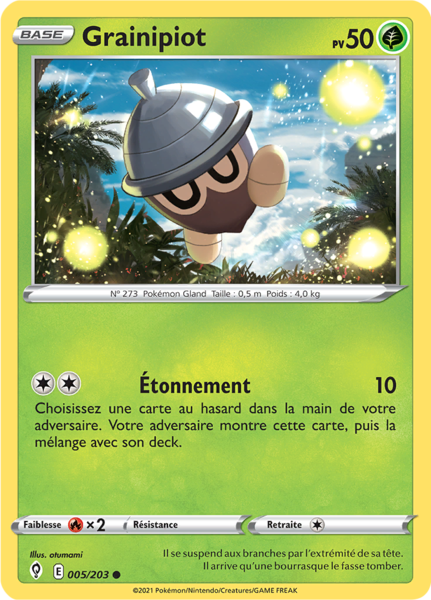 BASE Grainipiot PV50
N° 273 Pokémon Gland Taille : 0,5 m Poids : 4,0 kg
Étonnement 10
Choisissez une carte au hasard dans la main de votre
adversaire. Votre adversaire montre cette carte, puis la
mélange avec son deck.
Faiblesse ×2 Résistance Retraite
Illus. otumami
E 005/203
Il se suspend aux branches par l'extrémité de sa tête.
Il arrive qu'une bourrasque le fasse tomber.
©2021 Pokémon/Nintendo/Creatures/GAME FREAK